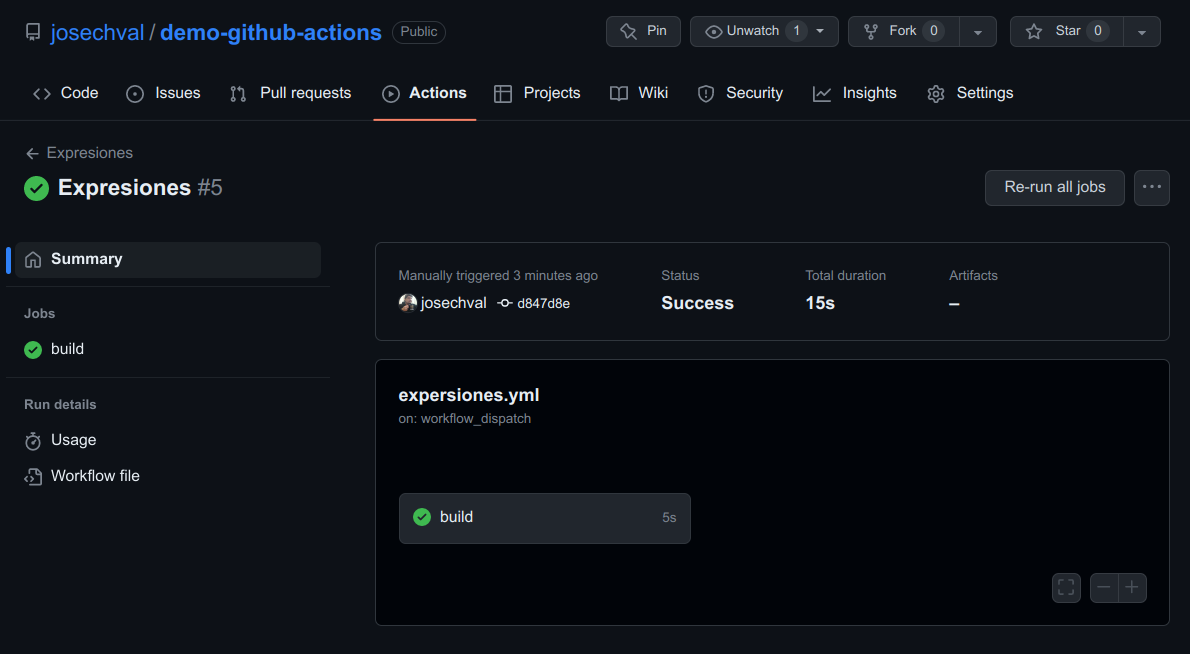 josechval / demo-github-actions Public Pin Unwatch 1 Fork 0 Star 0
Code Issues Pull requests Actions Projects Wiki Security Insights Settings
Expresiones
Expresiones #5
Re-run all jobs
Summary
Jobs
build
Run details
Usage
Workflow file
Manually triggered 3 minutes ago Status Total duration Artifacts
josechval d847d8e Success 15s –
expersiones.yml
on: workflow_dispatch
build 5s